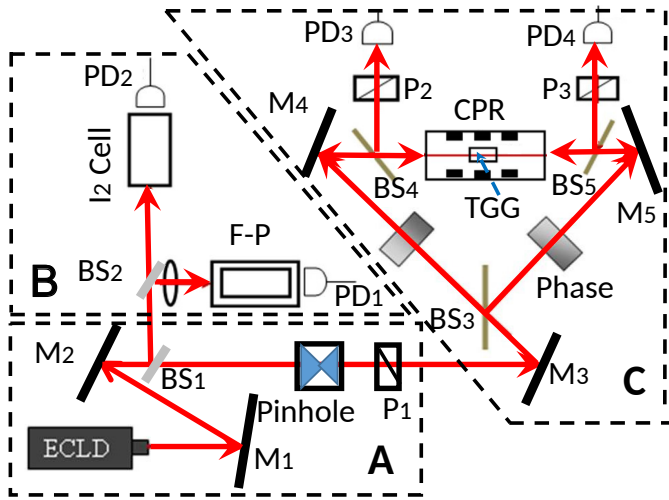 PD3
PD4
PD2
P2
P3
M4
CPR
I2 Cell
BS4
BS5
TGG
M5
F-P
BS2
B
PD1
Phase
BS3
M2
BS1
M3
C
Pinhole
P1
ECLD
M1
A